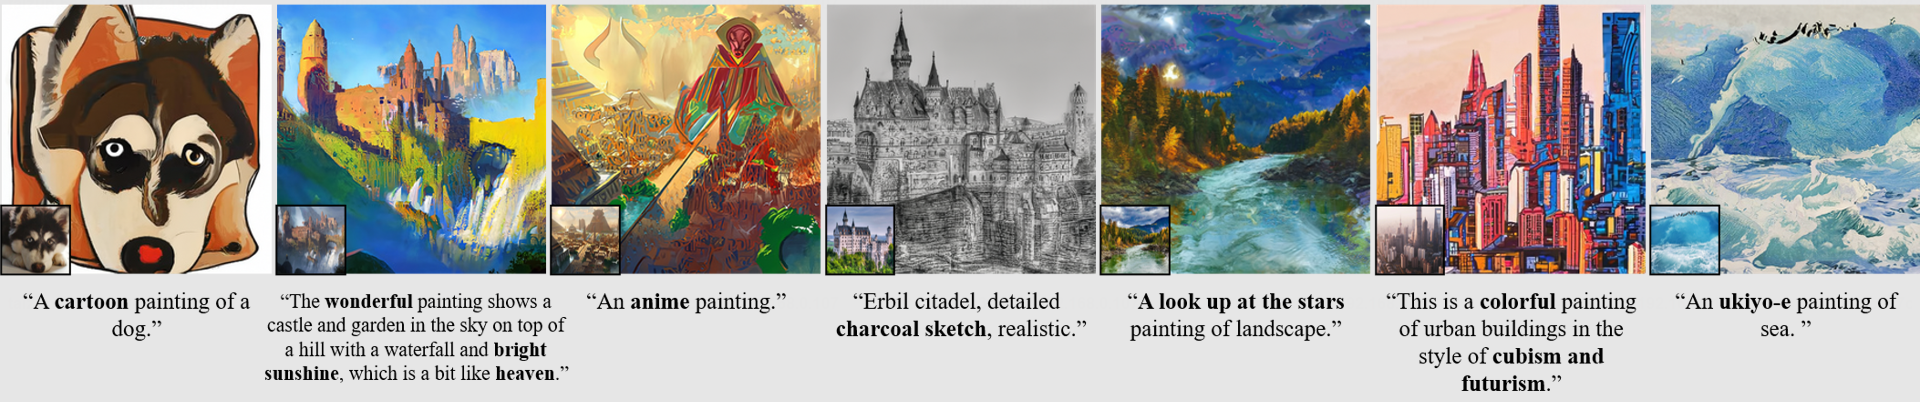 “A cartoon painting of a
dog.”
“The wonderful painting shows a
castle and garden in the sky on top of
a hill with a waterfall and bright
sunshine, which is a bit like heaven.”
“An anime painting.”
“Erbil citadel, detailed
charcoal sketch, realistic.”
“A look up at the stars
painting of landscape.”
“This is a colorful painting
of urban buildings in the
style of cubism and
futurism.”
“An ukiyo-e painting of
sea. ”